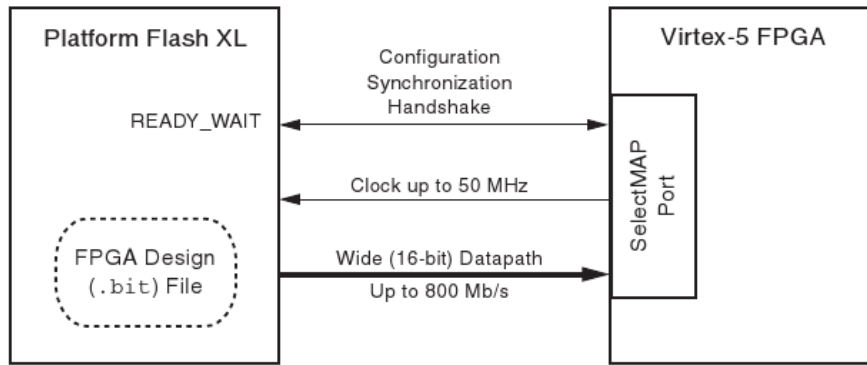 Platform Flash XL
Virtex-5 FPGA
Configuration
Synchronization
Handshake
READY_WAIT
SelectMAP
Port
Clock up to 50 MHz
FPGA Design
(.bit) File
Wide (16-bit) Datapath
Up to 800 Mb/s